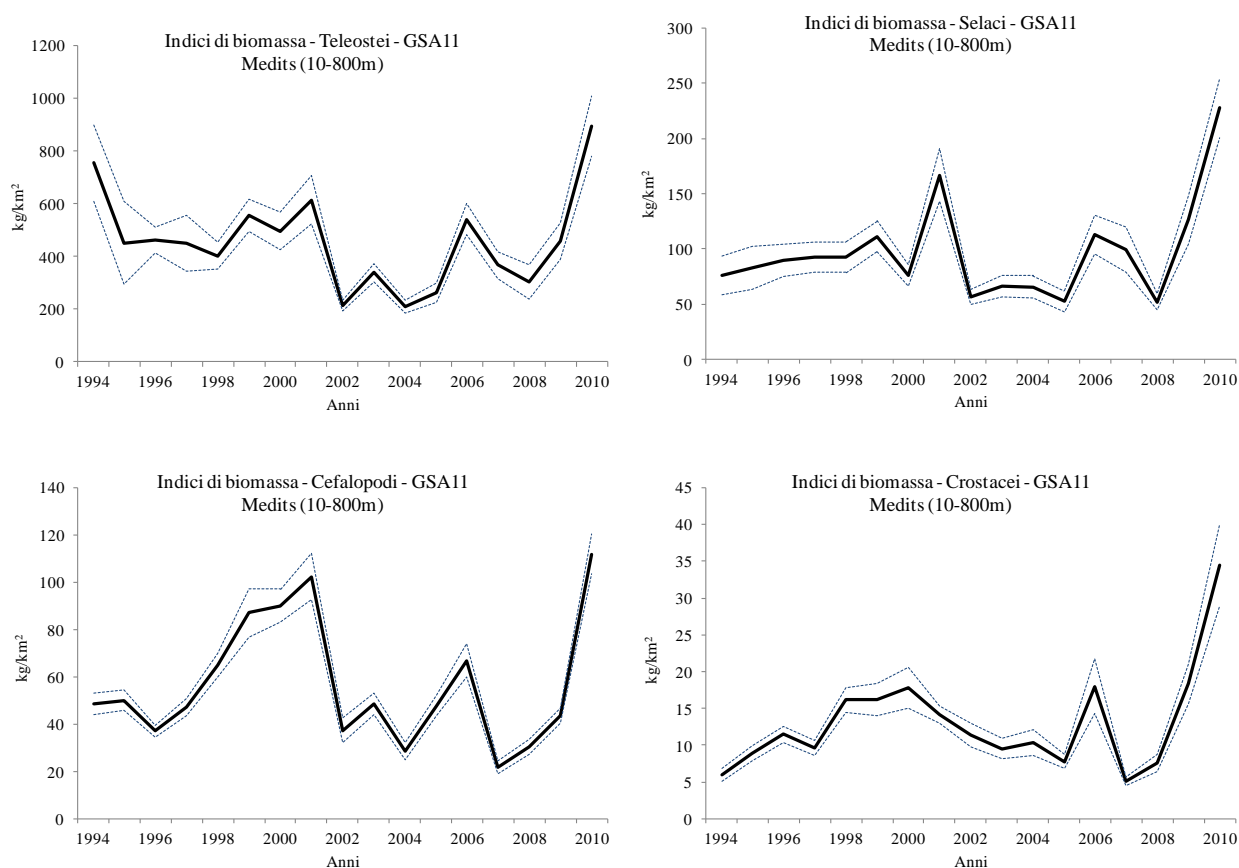 Indici di biomassa - Teleostei - GSA11
Medits (10-800m)
1200
1000
800
600
400
200
0
kg/km²
1994 1996 1998 2000 2002 2004 2006 2008 2010
Anni
Indici di biomassa - Selaci - GSA11
Medits (10-800m)
300
250
200
150
100
50
0
kg/km²
1994 1996 1998 2000 2002 2004 2006 2008 2010
Anni
Indici di biomassa - Cefalopodi - GSA11
Medits (10-800m)
140
120
100
80
60
40
20
0
kg/km²
1994 1996 1998 2000 2002 2004 2006 2008 2010
Anni
Indici di biomassa - Crostacei - GSA11
Medits (10-800m)
45
40
35
30
25
20
15
10
5
0
kg/km²
1994 1996 1998 2000 2002 2004 2006 2008 2010
Anni